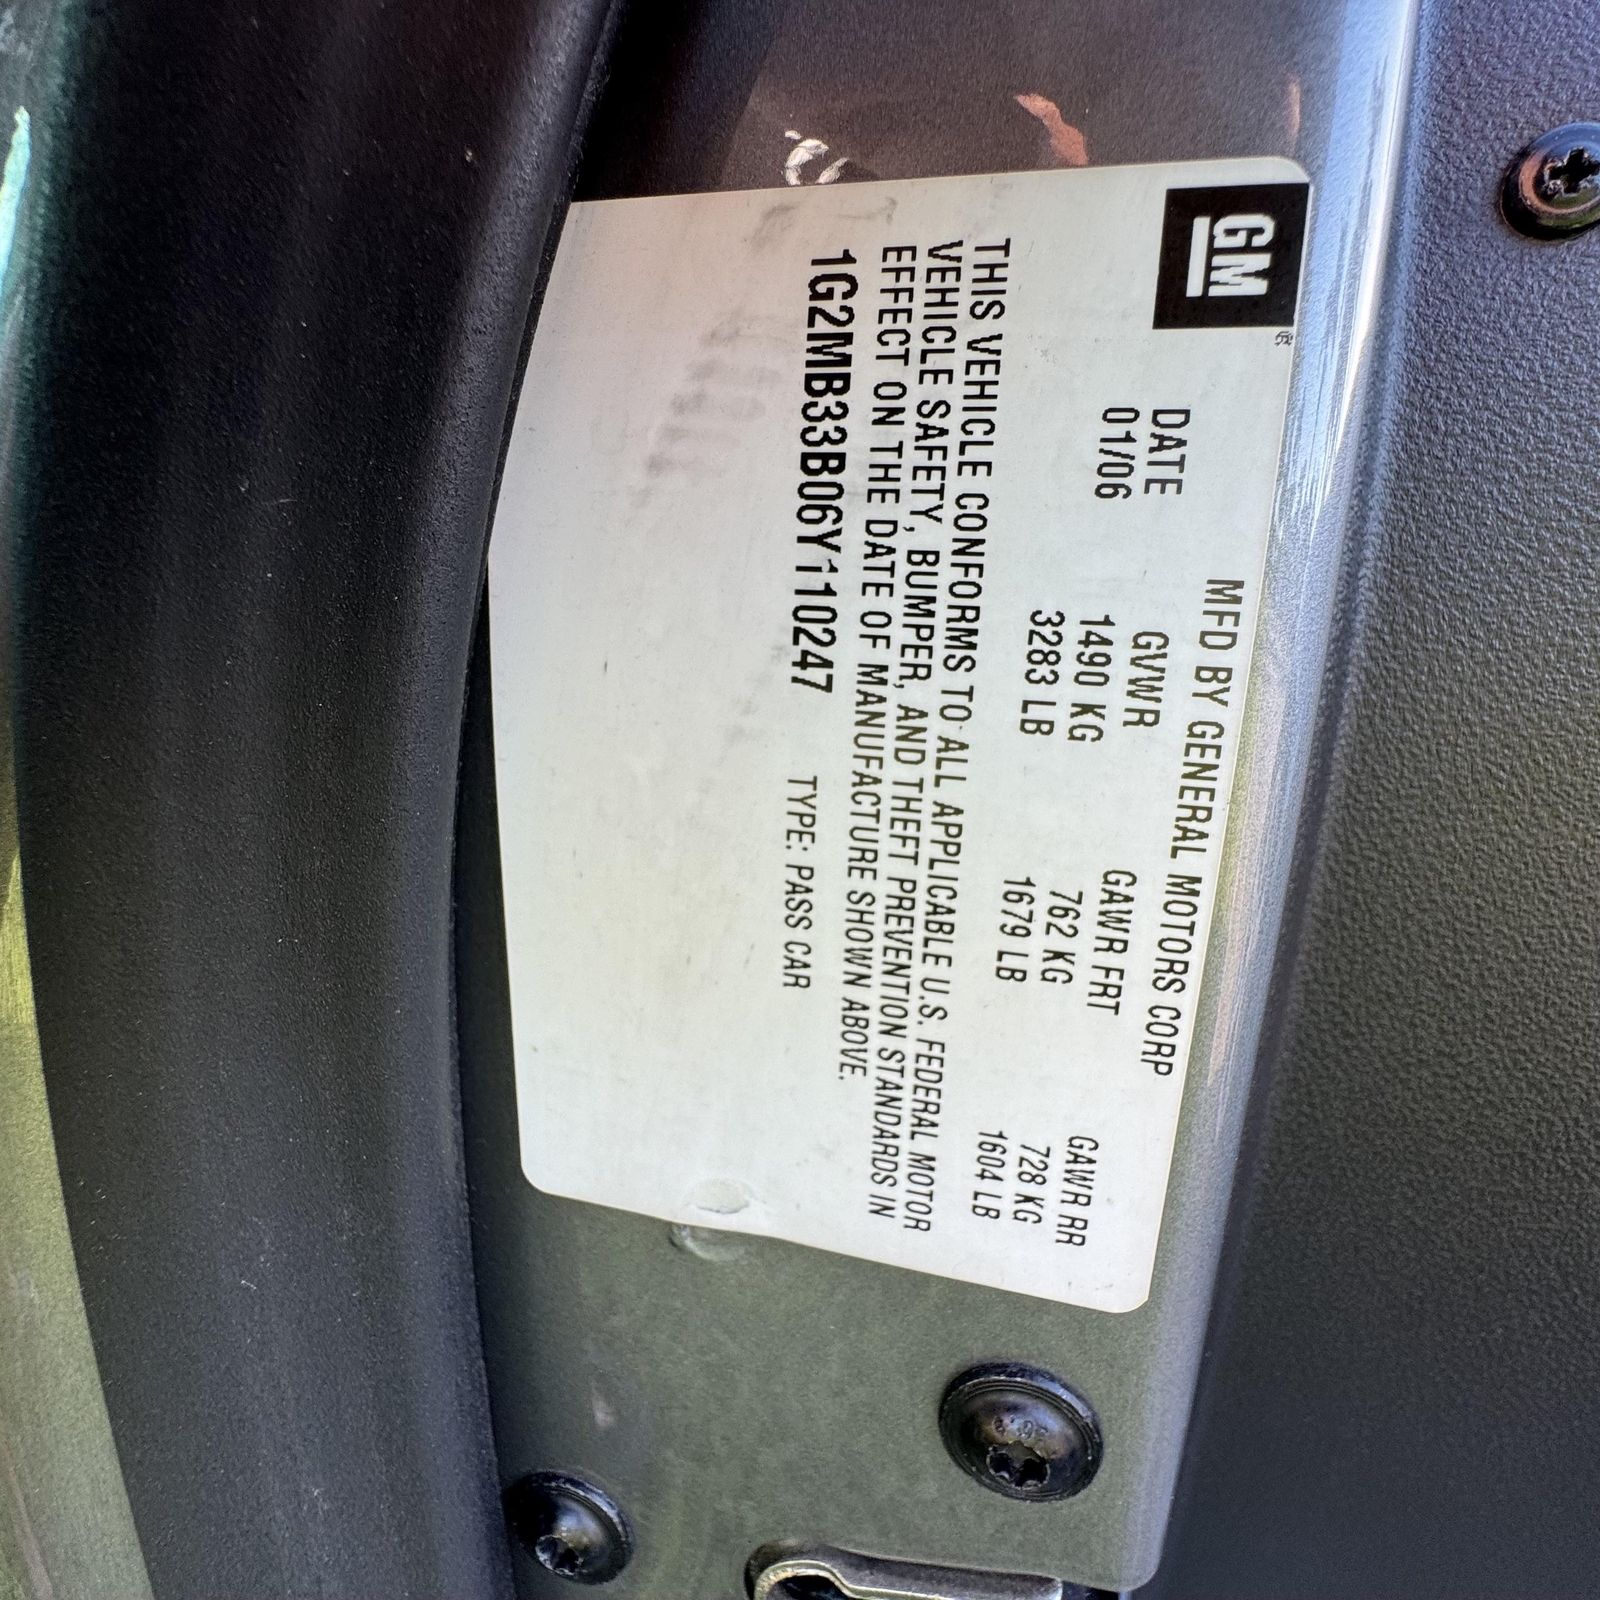 GM
MFD BY GENERAL MOTORS CORP
DATE GVWR GAWR FRT GAWR RR
01/06 1490 KG 762 KG 728 KG
3283 LB 1679 LB 1604 LB
THIS VEHICLE CONFORMS TO ALL APPLICABLE U.S. FEDERAL MOTOR
VEHICLE SAFETY, BUMPER, AND THEFT PREVENTION STANDARDS IN
EFFECT ON THE DATE OF MANUFACTURE SHOWN ABOVE.
1G2MB33B06Y110247 TYPE: PASS CAR